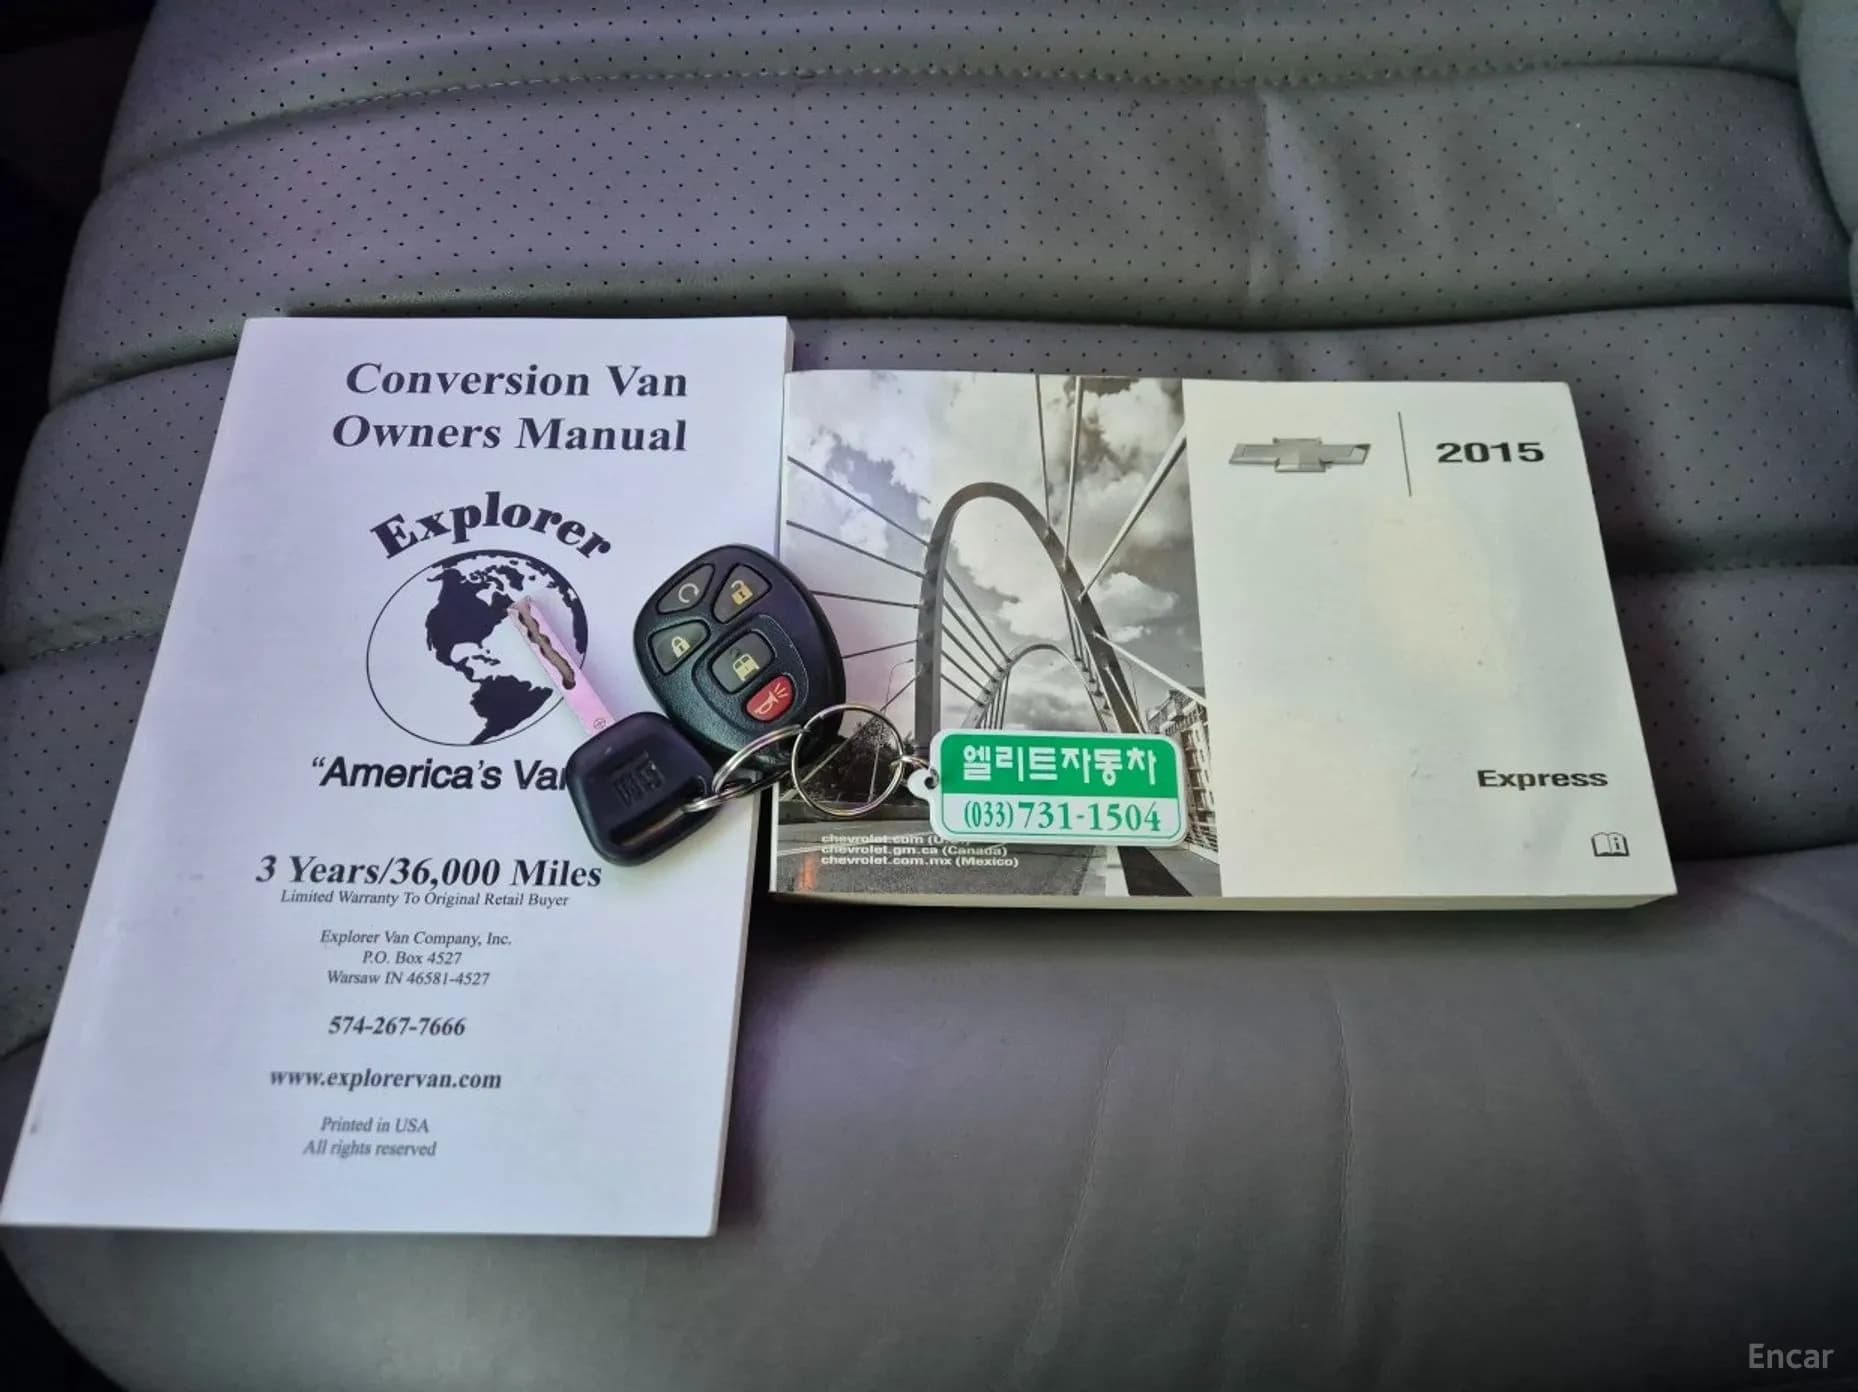 Conversion Van
Owners Manual
Explorer
"America's
3 Years/36,000 Miles
Limited Warranty To Original Retail Buyer
Explorer Van Company, Inc.
P.O. Box 4527
Warsaw IN 46581-4527
574-267-7666
www.explorervan.com
Printed in USA
All rights reserved
2015
Express
엘리트자동차
(033)731-1504
chevrolet.com
chevrolet.gm.ca (Canada)
chevrolet.com.mx (Mexico)
GM
Encar